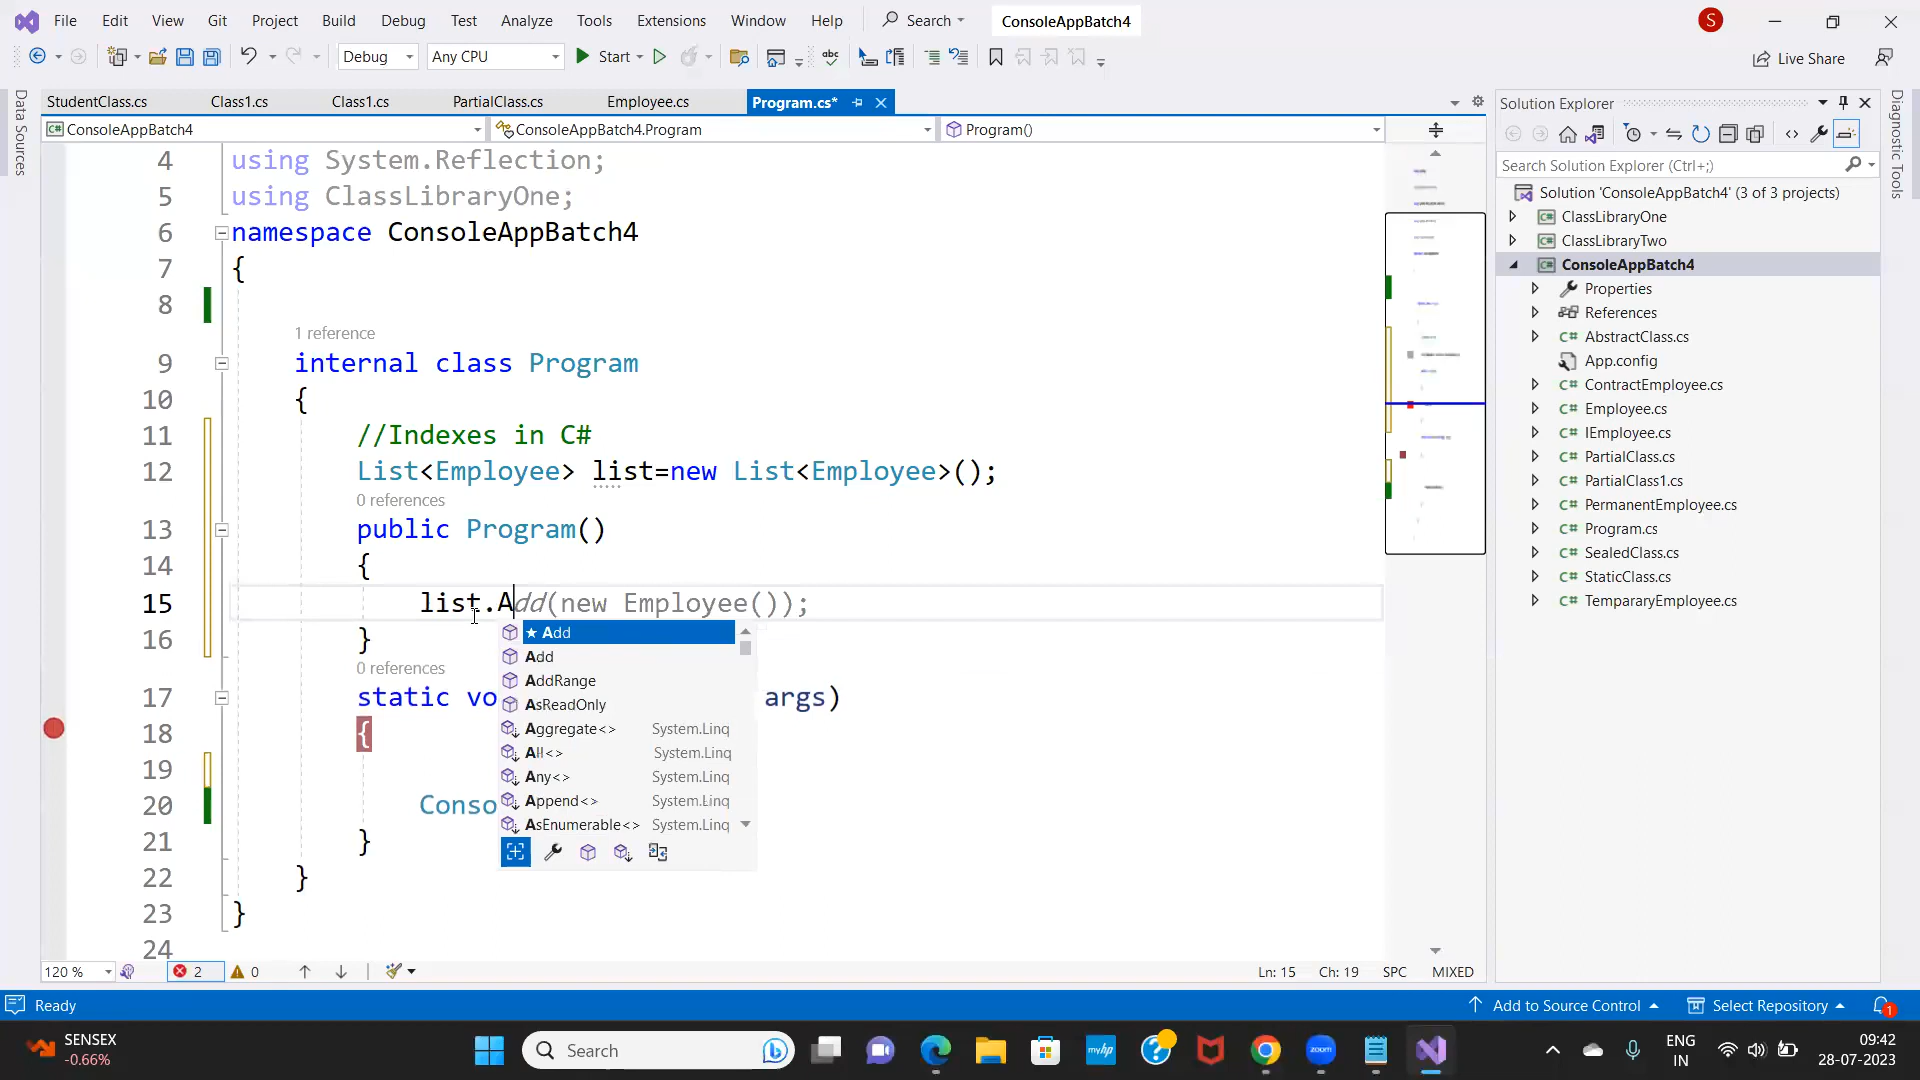 File Edit View Git Project Build Debug Test Analyze Tools Extensions Window Help Search ConsoleAppBatch4 S
Debug Any CPU Start Live Share
StudentClass.cs Class1.cs Class1.cs PartialClass.cs Employee.cs Program.cs*
ConsoleAppBatch4 ConsoleAppBatch4.Program Program()
Data Sources
4 using System.Reflection;
5 using ClassLibraryOne;
6 namespace ConsoleAppBatch4
7 {
8
1 reference
9 internal class Program
10 {
11 //Indexes in C#
12 List<Employee> list=new List<Employee>();
0 references
13 public Program()
14 {
15 list.Add(new Employee());
16 }
0 references
17 static vo args)
18 {
19
20 Conso
21 }
22 }
23 }
24
★ Add
Add
AddRange
AsReadOnly
Aggregate<> System.Linq
All<> System.Linq
Any<> System.Linq
Append<> System.Linq
AsEnumerable<> System.Linq
120 % 2 0 Ln: 15 Ch: 19 SPC MIXED
Solution Explorer
Search Solution Explorer (Ctrl+;)
Solution 'ConsoleAppBatch4' (3 of 3 projects)
ClassLibraryOne
ClassLibraryTwo
ConsoleAppBatch4
Properties
References
C# AbstractClass.cs
App.config
C# ContractEmployee.cs
C# Employee.cs
C# IEmployee.cs
C# PartialClass.cs
C# PartialClass1.cs
C# PermanentEmployee.cs
C# Program.cs
C# SealedClass.cs
C# StaticClass.cs
C# TempararyEmployee.cs
Diagnostic Tools
Ready Add to Source Control Select Repository 1
SENSEX
-0.66%
Search
myhp
zoom
ENG
IN
09:42
28-07-2023